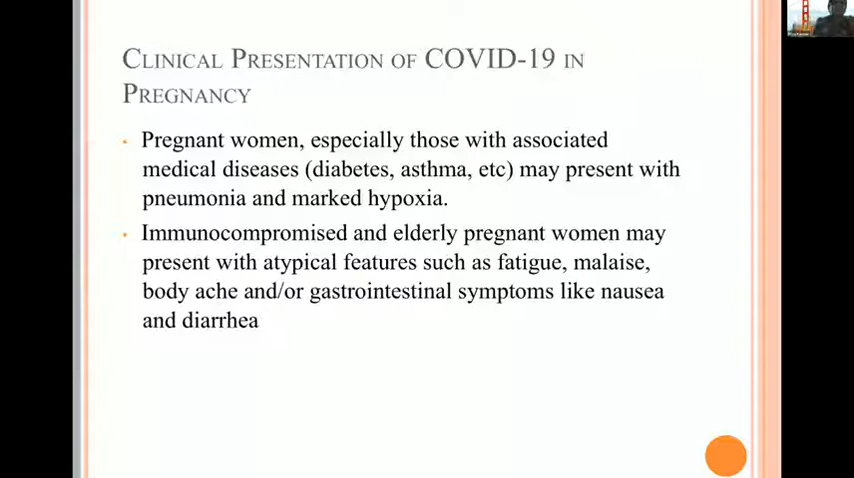 CLINICAL PRESENTATION OF COVID-19 IN
PREGNANCY
Pregnant women, especially those with associated
medical diseases (diabetes, asthma, etc) may present with
pneumonia and marked hypoxia.
Immunocompromised and elderly pregnant women may
present with atypical features such as fatigue, malaise,
body ache and/or gastrointestinal symptoms like nausea
and diarrhea